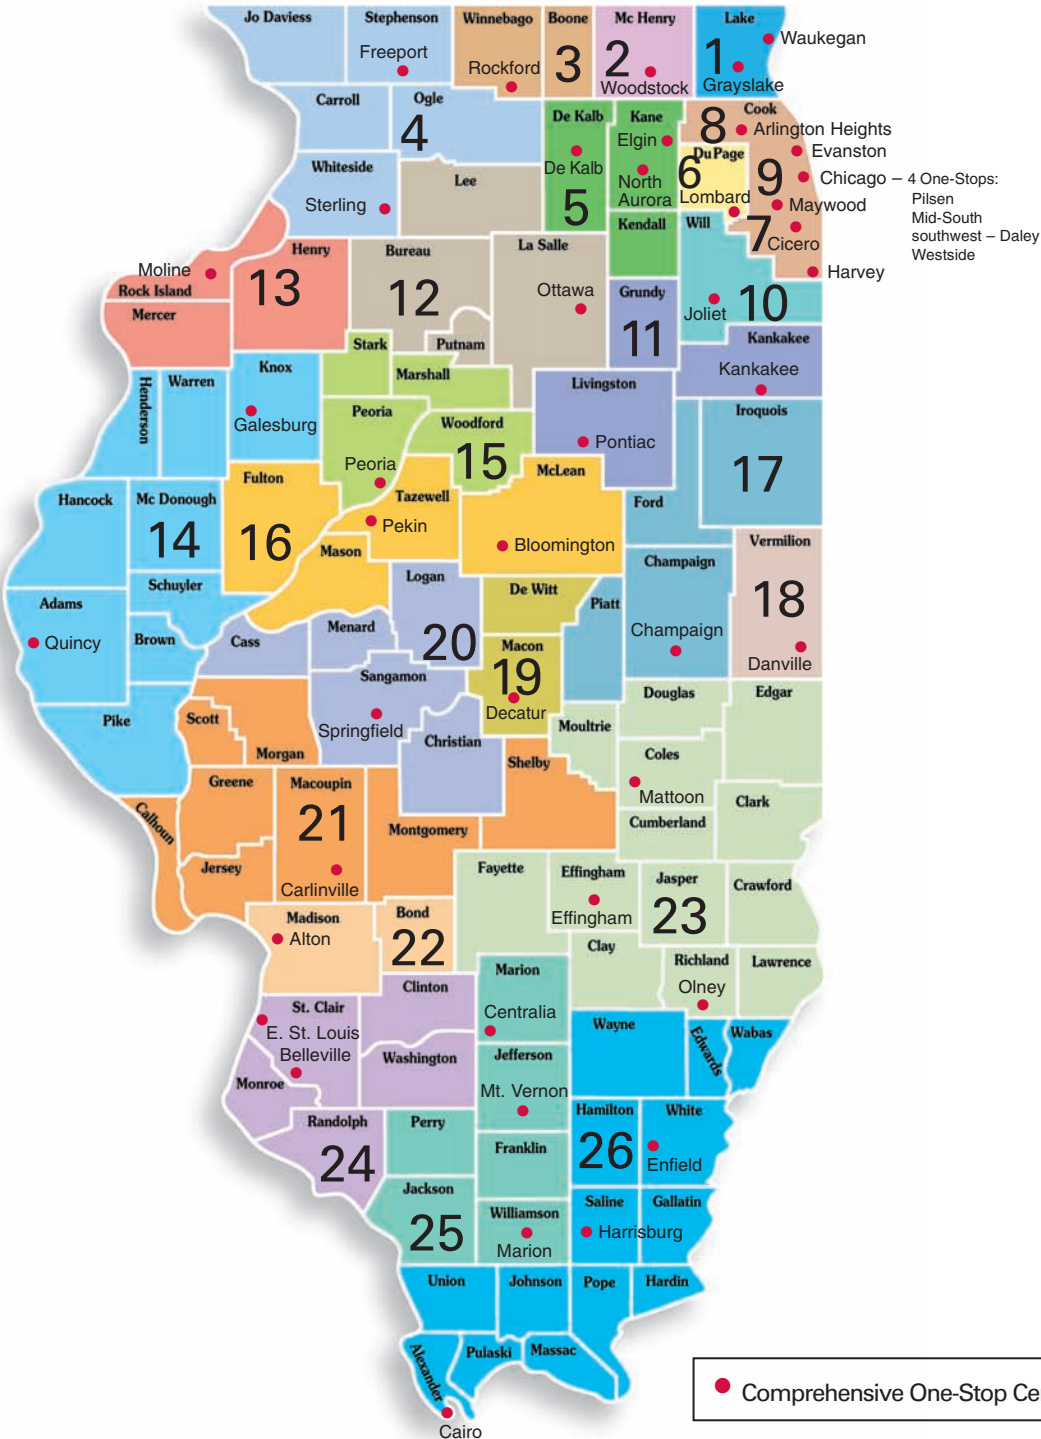 Jo Daviess
Stephenson
Winnebago
Boone
Mc Henry
Lake
Freeport
Rockford
3
2
Woodstock
1
Waukegan
Grayslake
Carroll
Ogle
4
De Kalb
Kane
Cook
8
Arlington Heights
Elgin
Evanston
Whiteside
Lee
De Kalb
North
Aurora
6
Du Page
Lombard
9
Chicago – 4 One-Stops:
Pilsen
Mid-South
southwest – Daley
Westside
Maywood
Sterling
5
Kendall
Will
7
Cicero
Harvey
Henry
Bureau
La Salle
Moline
Rock Island
13
12
Ottawa
Grundy
Joliet
10
Mercer
Stark
Putnam
11
Kankakee
Kankakee
Henderson
Warren
Knox
Marshall
Livingston
Galesburg
Peoria
Woodford
Iroquois
Peoria
15
Pontiac
17
Fulton
McLean
Hancock
Mc Donough
Tazewell
Ford
14
16
Pekin
Bloomington
Mason
Vermilion
Champaign
Schuyler
Logan
De Witt
18
Adams
Piatt
Quincy
Brown
Cass
Menard
20
Macon
Champaign
Danville
Sangamon
19
Decatur
Douglas
Edgar
Pike
Scott
Springfield
Moultrie
Morgan
Christian
Coles
Shelby
Greene
Macoupin
Mattoon
Calhoun
21
Montgomery
Cumberland
Clark
Jersey
Carlinville
Fayette
Effingham
Jasper
Crawford
Effingham
23
Madison
Bond
Alton
22
Clay
Richland
Lawrence
Marion
Olney
Clinton
St. Clair
Centralia
Wayne
Edwards
Wabas
E. St. Louis
Belleville
Washington
Jefferson
Monroe
Mt. Vernon
Randolph
Perry
Hamilton
White
24
Franklin
26
Enfield
Jackson
Saline
Gallatin
Williamson
25
Harrisburg
Marion
Union
Johnson
Pope
Hardin
Alexander
Pulaski
Massac
Comprehensive One-Stop Ce
Cairo